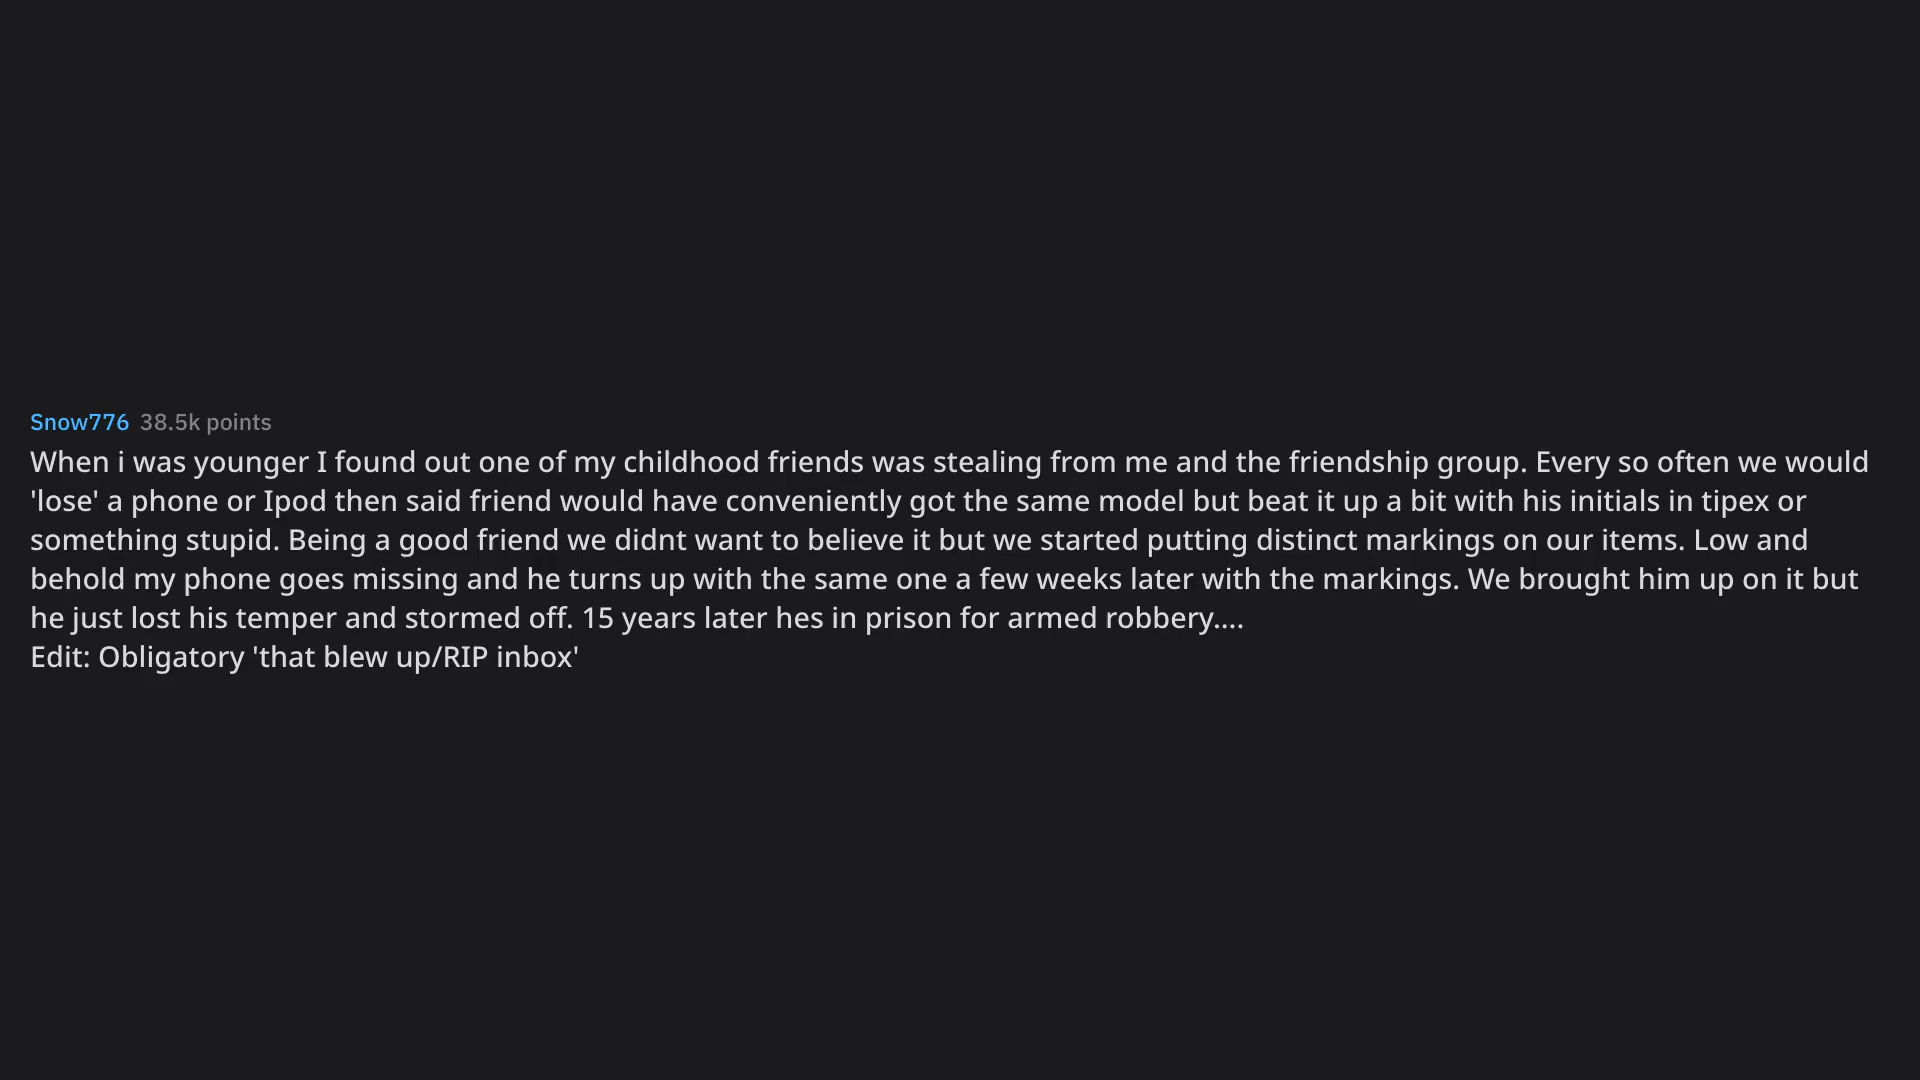 Snow776 38.5k points
When i was younger I found out one of my childhood friends was stealing from me and the friendship group. Every so often we would
'lose' a phone or Ipod then said friend would have conveniently got the same model but beat it up a bit with his initials in tipex or
something stupid. Being a good friend we didnt want to believe it but we started putting distinct markings on our items. Low and
behold my phone goes missing and he turns up with the same one a few weeks later with the markings. We brought him up on it but
he just lost his temper and stormed off. 15 years later hes in prison for armed robbery....
Edit: Obligatory 'that blew up/RIP inbox'